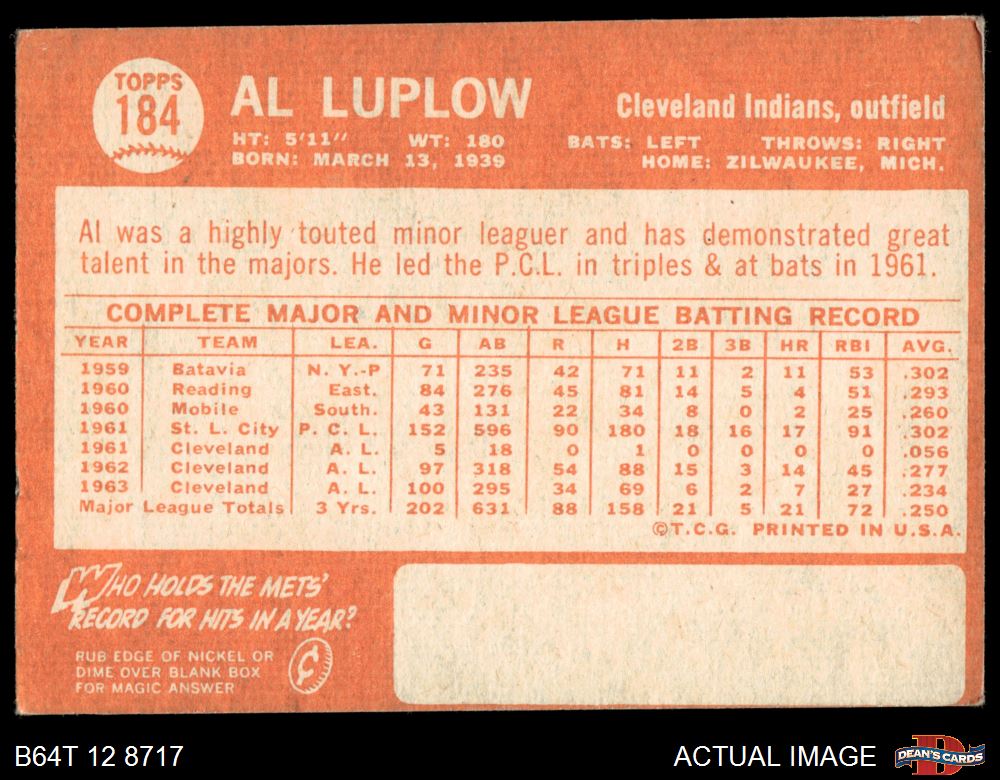 TOPPS
184
AL LUPLOW
Cleveland Indians, outfield
HT: 5'11" WT: 180 BATS: LEFT THROWS: RIGHT
BORN: MARCH 13, 1939 HOME: ZILWAUKEE, MICH.
Al was a highly touted minor leaguer and has demonstrated great
talent in the majors. He led the P.C.L. in triples & at bats in 1961.
COMPLETE MAJOR AND MINOR LEAGUE BATTING RECORD
YEAR TEAM LEA. G AB R H 2B 3B HR RBI AVG.
1959 Batavia N. Y.-P 71 235 42 71 11 2 11 53 .302
1960 Reading East. 84 276 45 81 14 5 4 51 .293
1960 Mobile South. 43 131 22 34 8 0 2 25 .260
1961 St. L. City P. C. L. 152 596 90 180 18 16 17 91 .302
1961 Cleveland A. L. 5 18 0 1 0 0 0 0 .056
1962 Cleveland A. L. 97 318 54 88 15 3 14 45 .277
1963 Cleveland A. L. 100 295 34 69 6 2 7 27 .234
Major League Totals 3 Yrs. 202 631 88 158 21 5 21 72 .250
©T.C.G. PRINTED IN U.S.A.
WHO HOLDS THE METS'
RECORD FOR HITS IN A YEAR?
RUB EDGE OF NICKEL OR
DIME OVER BLANK BOX
FOR MAGIC ANSWER
¢
B64T 12 8717
ACTUAL IMAGE
D
DEAN'S CARDS